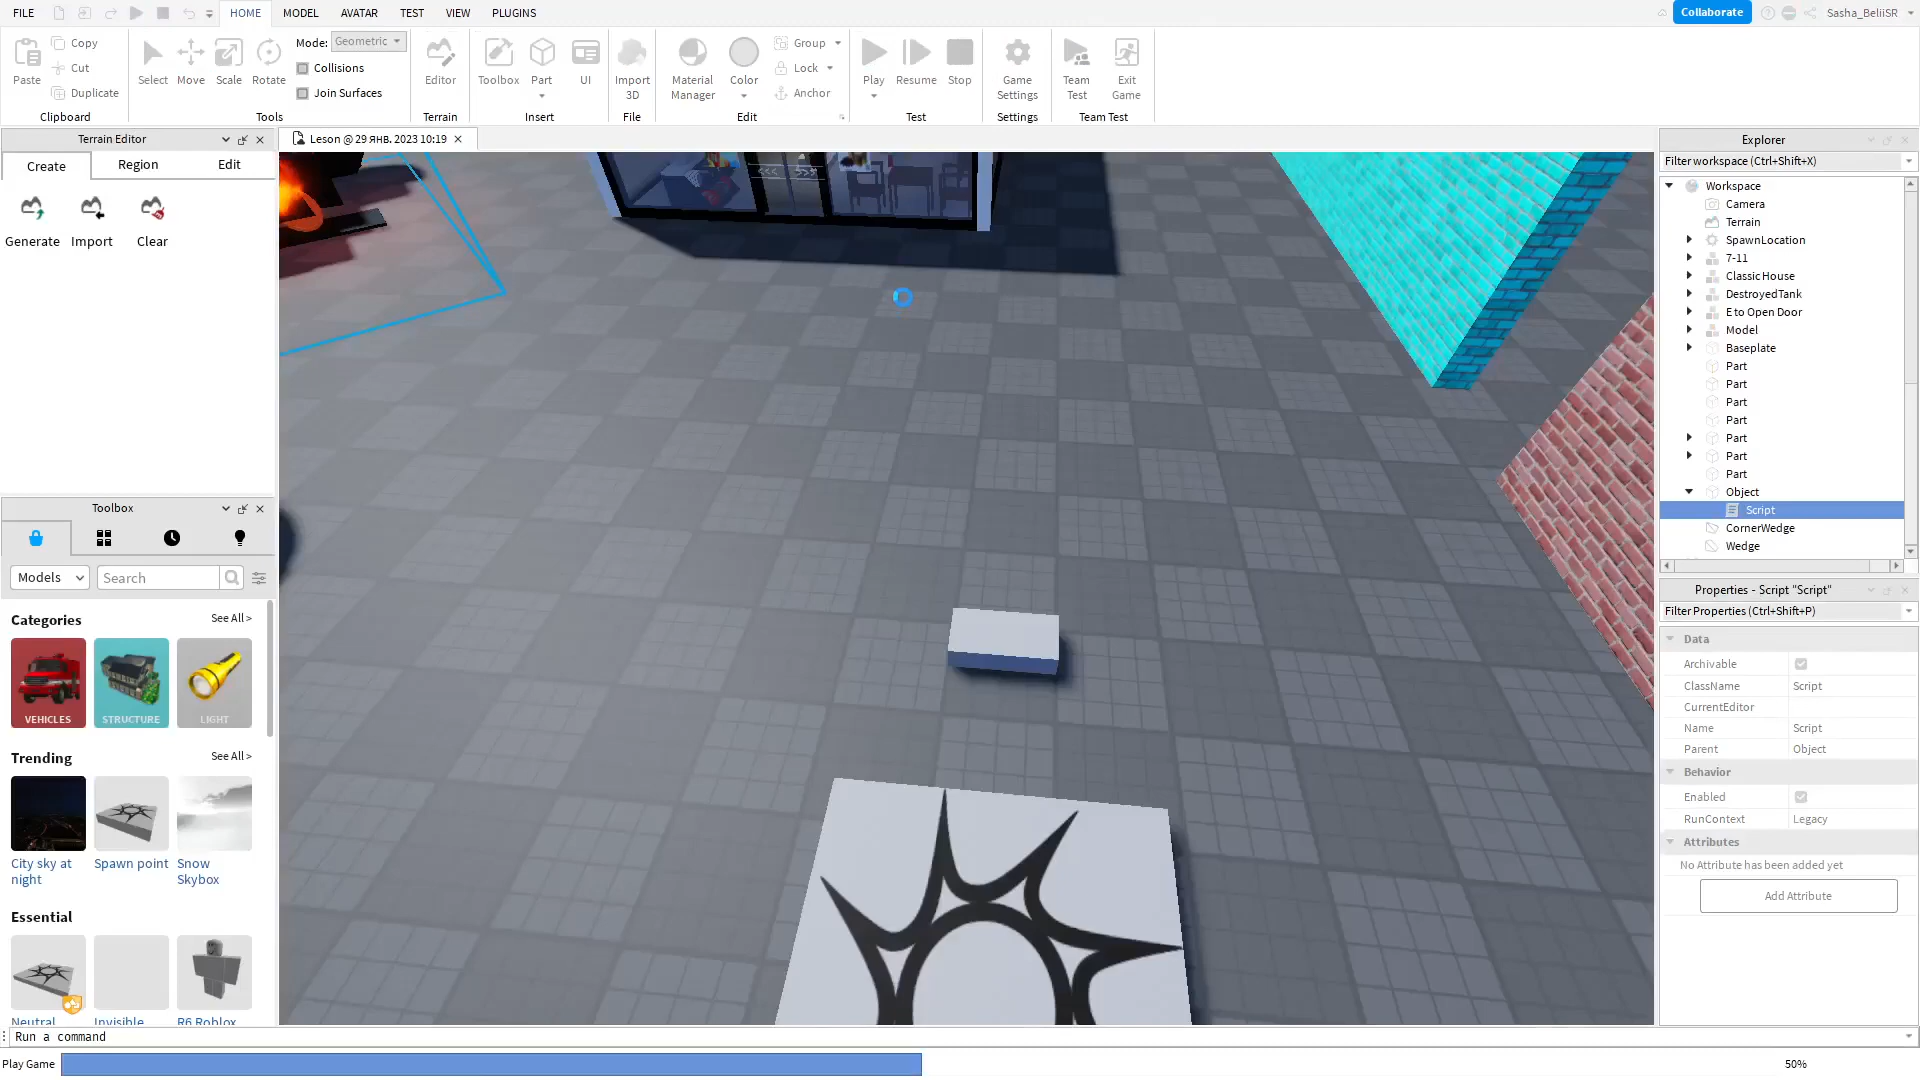 FILE HOME MODEL AVATAR TEST VIEW PLUGINS Collaborate Sasha_BeliiSR
Paste Copy Cut Duplicate
Clipboard
Select Move Scale Rotate Mode: Geometric
Collisions
Join Surfaces
Tools
Editor
Terrain
Toolbox Part UI
Insert
Import 3D
File
Material Manager Color Group Lock Anchor
Edit
Play Resume Stop
Test
Game Settings
Settings
Team Test Exit Game
Team Test
Terrain Editor
Create Region Edit
Generate Import Clear
Toolbox
Models Search
Categories See All >
VEHICLES STRUCTURE LIGHT
Trending See All >
City sky at night Spawn point Snow Skybox
Essential
Neutral Invisible R6 Roblox
Leson @ 29 янв. 2023 10:19
<<< >>>
Explorer
Filter workspace (Ctrl+Shift+X)
Workspace
Camera
Terrain
SpawnLocation
7-11
Classic House
DestroyedTank
E to Open Door
Model
Baseplate
Part
Part
Part
Part
Part
Part
Part
Object
Script
CornerWedge
Wedge
Properties - Script "Script"
Filter Properties (Ctrl+Shift+P)
Data
Archivable
ClassName Script
CurrentEditor
Name Script
Parent Object
Behavior
Enabled
RunContext Legacy
Attributes
No Attribute has been added yet
Add Attribute
Run a command
Play Game 50%